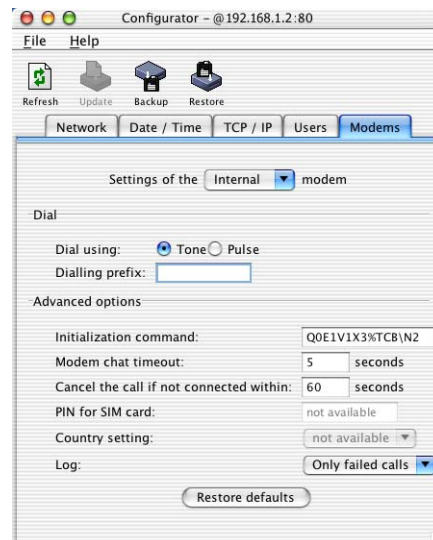 Configurator – @192.168.1.2:80
File Help
Refresh Update Backup Restore
Network Date / Time TCP / IP Users Modems
Settings of the Internal modem
Dial
Dial using: Tone Pulse
Dialling prefix:
Advanced options
Initialization command: Q0E1V1X3%TCB\N2
Modem chat timeout: 5 seconds
Cancel the call if not connected within: 60 seconds
PIN for SIM card: not available
Country setting: not available
Log: Only failed calls
Restore defaults